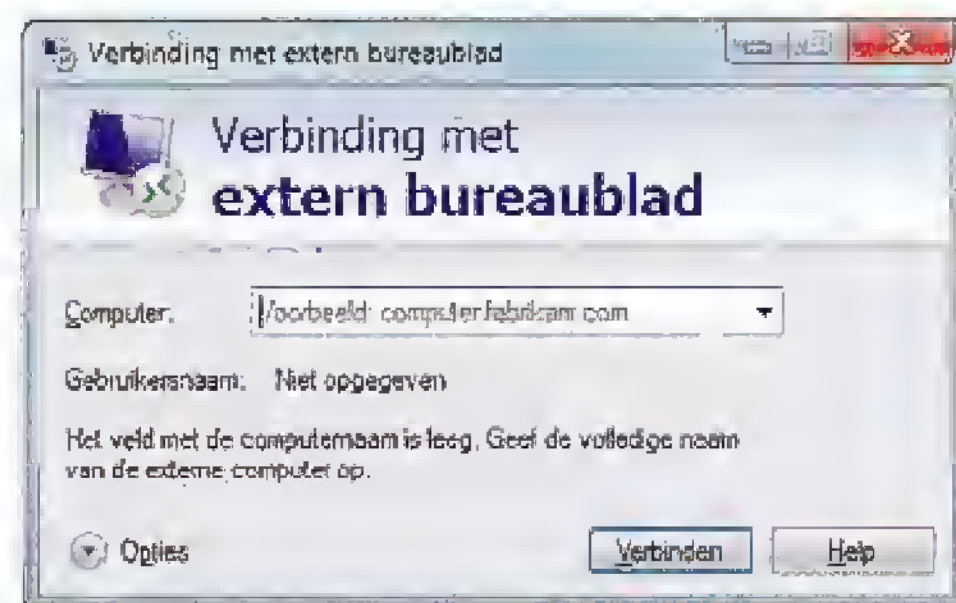 Verbinding met extern bureaublad
Verbinding met
extern bureaublad
Computer:
Voorbeeld: computer.fabrikam.com
Gebruikersnaam: Niet opgegeven
Het veld met de computernaam is leeg. Geef de volledige naam
van de externe computer op.
Opties
Verbinden
Help